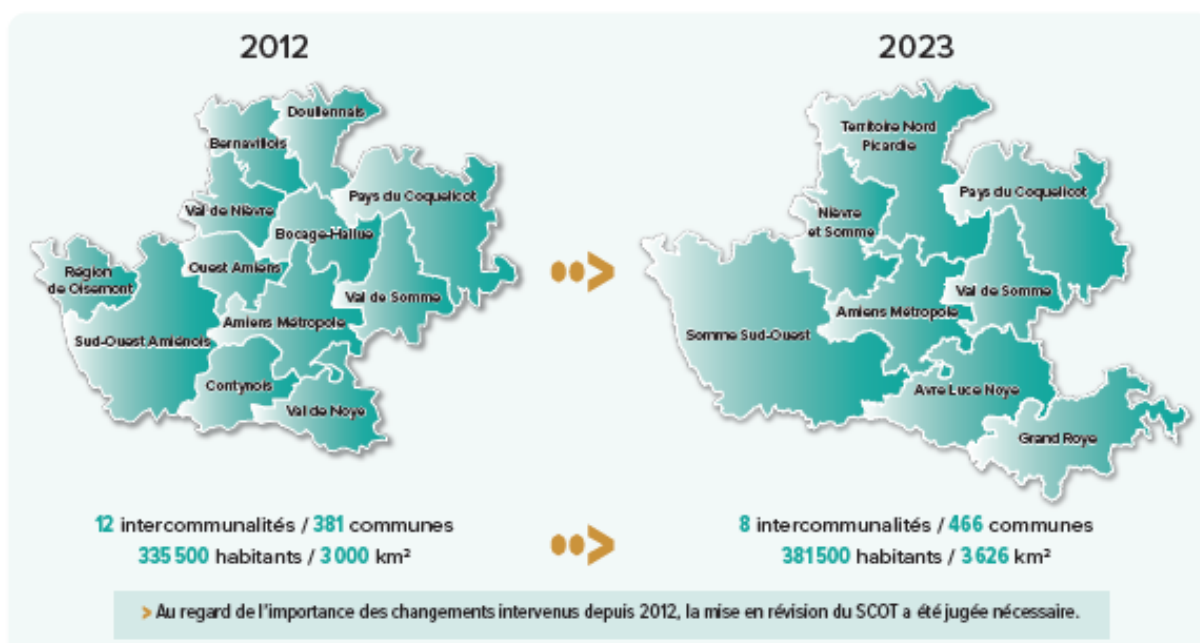 2012
Doullennais
Bernavillois
Pays du Coquelicot
Val de Nièvre
Bocage-Hallue
Ouest Amiens
Région
de Oisemont
Val de Somme
Amiens Métropole
Sud-Ouest Amiénois
Contynois
Val de Noye
12 intercommunalités / 381 communes
335 500 habitants / 3 000 km²
2023
Territoire Nord
Picardie
Pays du Coquelicot
Nièvre
et Somme
Val de Somme
Amiens Métropole
Somme Sud-Ouest
Avre Luce Noye
Grand Roye
8 intercommunalités / 466 communes
381 500 habitants / 3 626 km²
> Au regard de l'importance des changements intervenus depuis 2012, la mise en révision du SCOT a été jugée nécessaire.